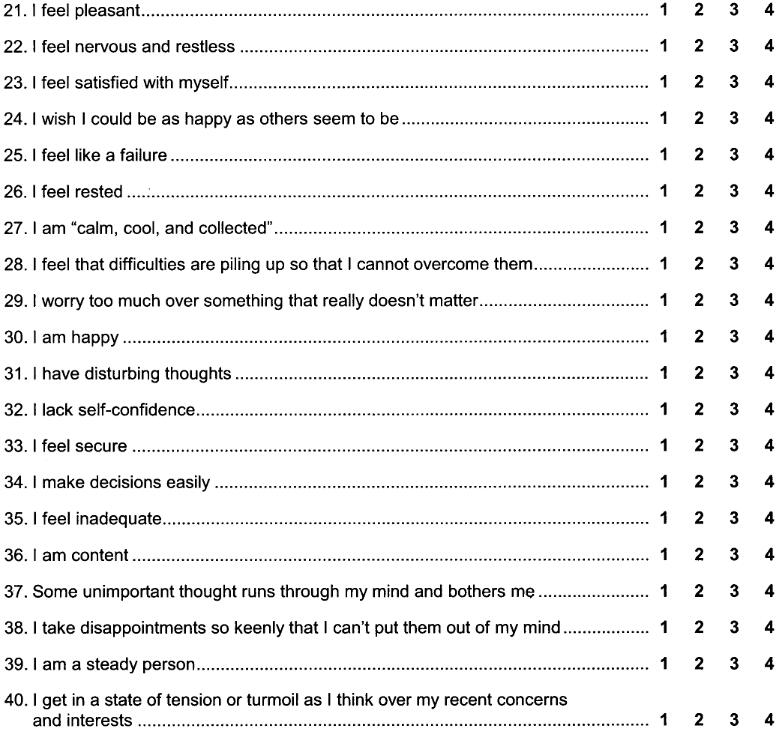 21. I feel pleasant........ 1 2 3 4
22. I feel nervous and restless ........ 1 2 3 4
23. I feel satisfied with myself........ 1 2 3 4
24. I wish I could be as happy as others seem to be ........ 1 2 3 4
25. I feel like a failure ........ 1 2 3 4
26. I feel rested ........ 1 2 3 4
27. I am “calm, cool, and collected”........ 1 2 3 4
28. I feel that difficulties are piling up so that I cannot overcome them........ 1 2 3 4
29. I worry too much over something that really doesn’t matter........ 1 2 3 4
30. I am happy ........ 1 2 3 4
31. I have disturbing thoughts ........ 1 2 3 4
32. I lack self-confidence........ 1 2 3 4
33. I feel secure ........ 1 2 3 4
34. I make decisions easily ........ 1 2 3 4
35. I feel inadequate........ 1 2 3 4
36. I am content ........ 1 2 3 4
37. Some unimportant thought runs through my mind and bothers me ........ 1 2 3 4
38. I take disappointments so keenly that I can’t put them out of my mind ........ 1 2 3 4
39. I am a steady person........ 1 2 3 4
40. I get in a state of tension or turmoil as I think over my recent concerns
and interests ........ 1 2 3 4